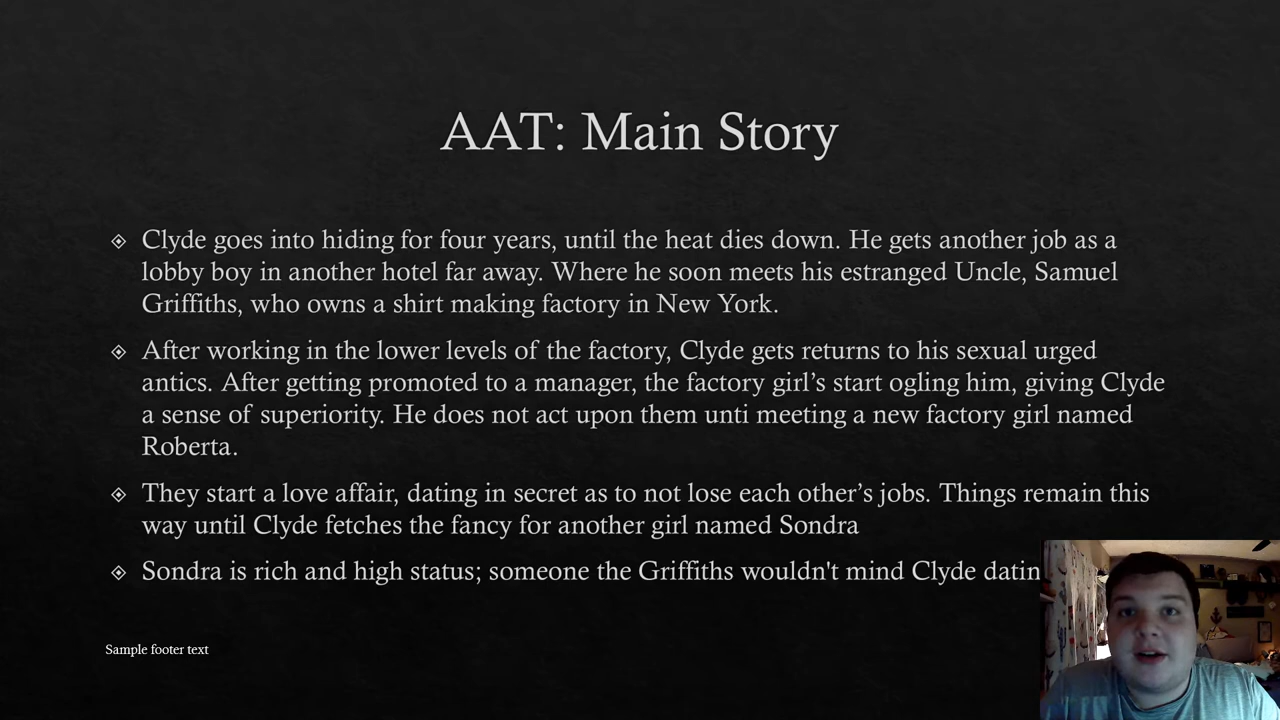 AAT: Main Story
Clyde goes into hiding for four years, until the heat dies down. He gets another job as a
lobby boy in another hotel far away. Where he soon meets his estranged Uncle, Samuel
Griffiths, who owns a shirt making factory in New York.
After working in the lower levels of the factory, Clyde gets returns to his sexual urged
antics. After getting promoted to a manager, the factory girl’s start ogling him, giving Clyde
a sense of superiority. He does not act upon them unti meeting a new factory girl named
Roberta.
They start a love affair, dating in secret as to not lose each other’s jobs. Things remain this
way until Clyde fetches the fancy for another girl named Sondra
Sondra is rich and high status; someone the Griffiths wouldn't mind Clyde datin
Sample footer text